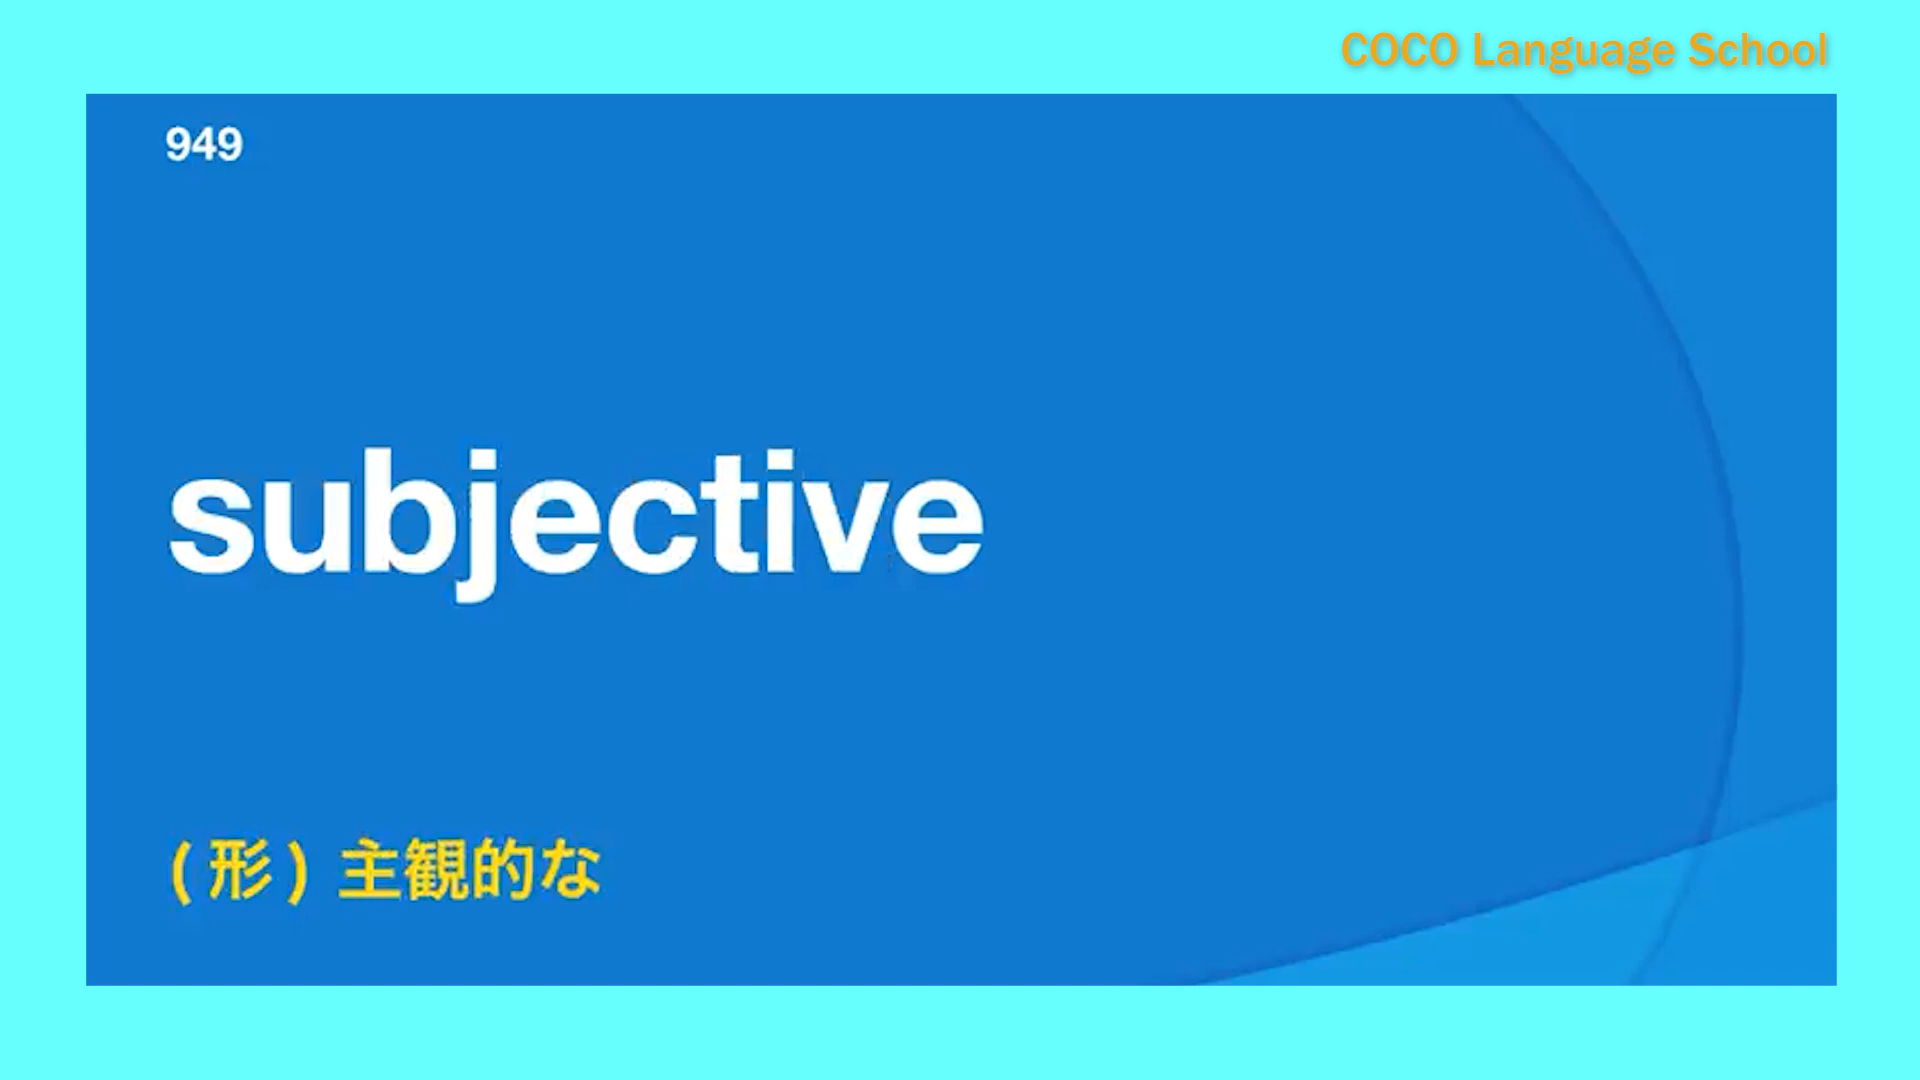 COCO Language School
949
subjective
(形) 主観的な